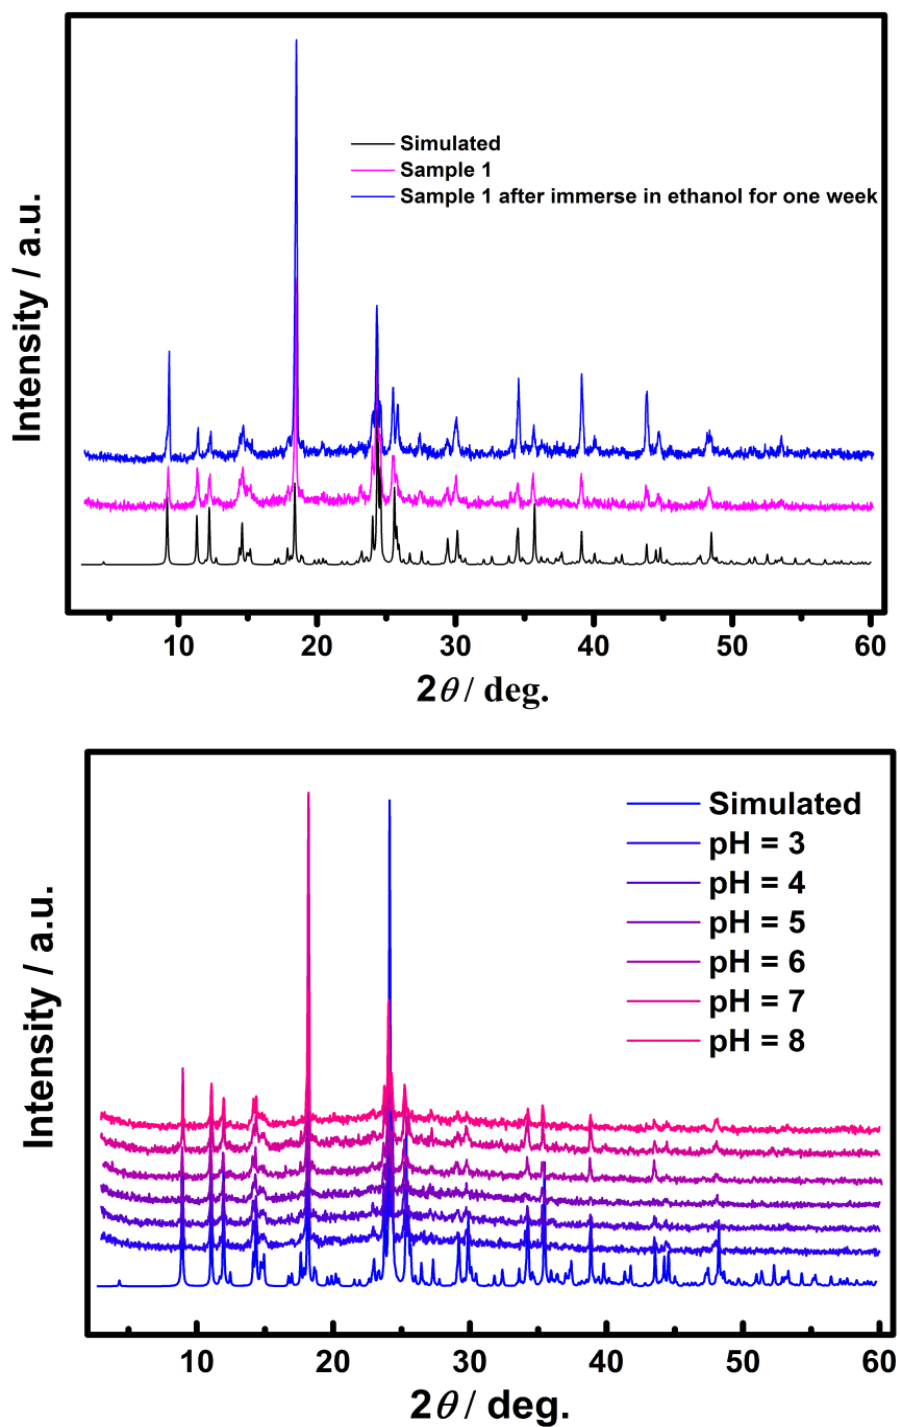 Intensity / a.u.
Simulated
Sample 1
Sample 1 after immerse in ethanol for one week
10 20 30 40 50 60
2θ / deg.
Intensity / a.u.
Simulated
pH = 3
pH = 4
pH = 5
pH = 6
pH = 7
pH = 8
10 20 30 40 50 60
2θ / deg.